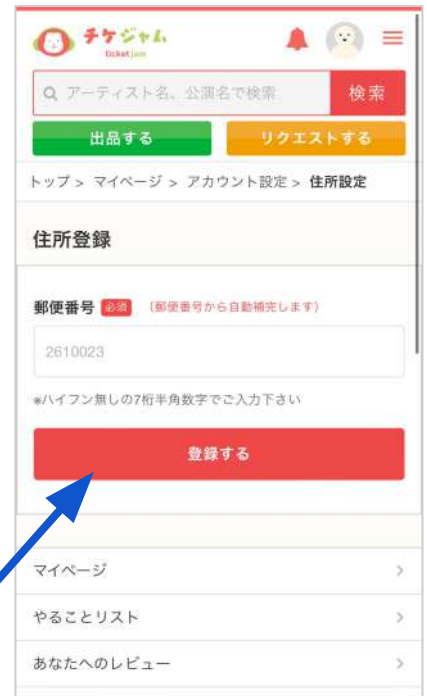 チケジャム
ticket jam
アーティスト名、公演名で検索
検索
出品する
リクエストする
トップ > マイページ > アカウント設定 > 住所設定
住所登録
郵便番号 必須 (郵便番号から自動補完します)
2610023
*ハイフン無しの7桁半角数字でご入力下さい
登録する
マイページ >
やることリスト >
あなたへのレビュー >